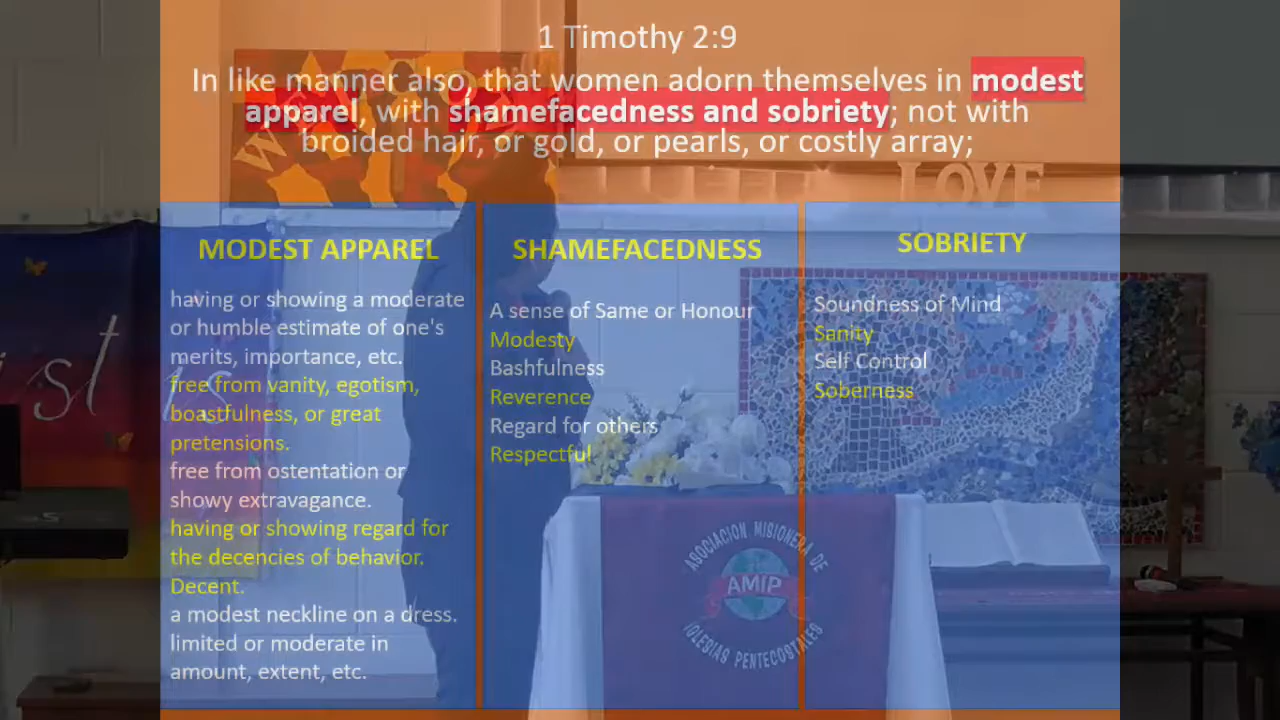 1 Timothy 2:9
In like manner also, that women adorn themselves in modest
apparel, with shamefacedness and sobriety; not with
broided hair, or gold, or pearls, or costly array;
LOVE
MODEST APPAREL
having or showing a moderate
or humble estimate of one's
merits, importance, etc.
free from vanity, egotism,
boastfulness, or great
pretensions.
free from ostentation or
showy extravagance.
having or showing regard for
the decencies of behavior.
Decent.
a modest neckline on a dress.
limited or moderate in
amount, extent, etc.
SHAMEFACEDNESS
A sense of Same or Honour
Modesty
Bashfulness
Reverence
Regard for others
Respectful
SOBRIETY
Soundness of Mind
Sanity
Self Control
Soberness
ist is
ASOCIACION MISIONERA DE
AMIP
IGLESIAS PENTECOSTALES